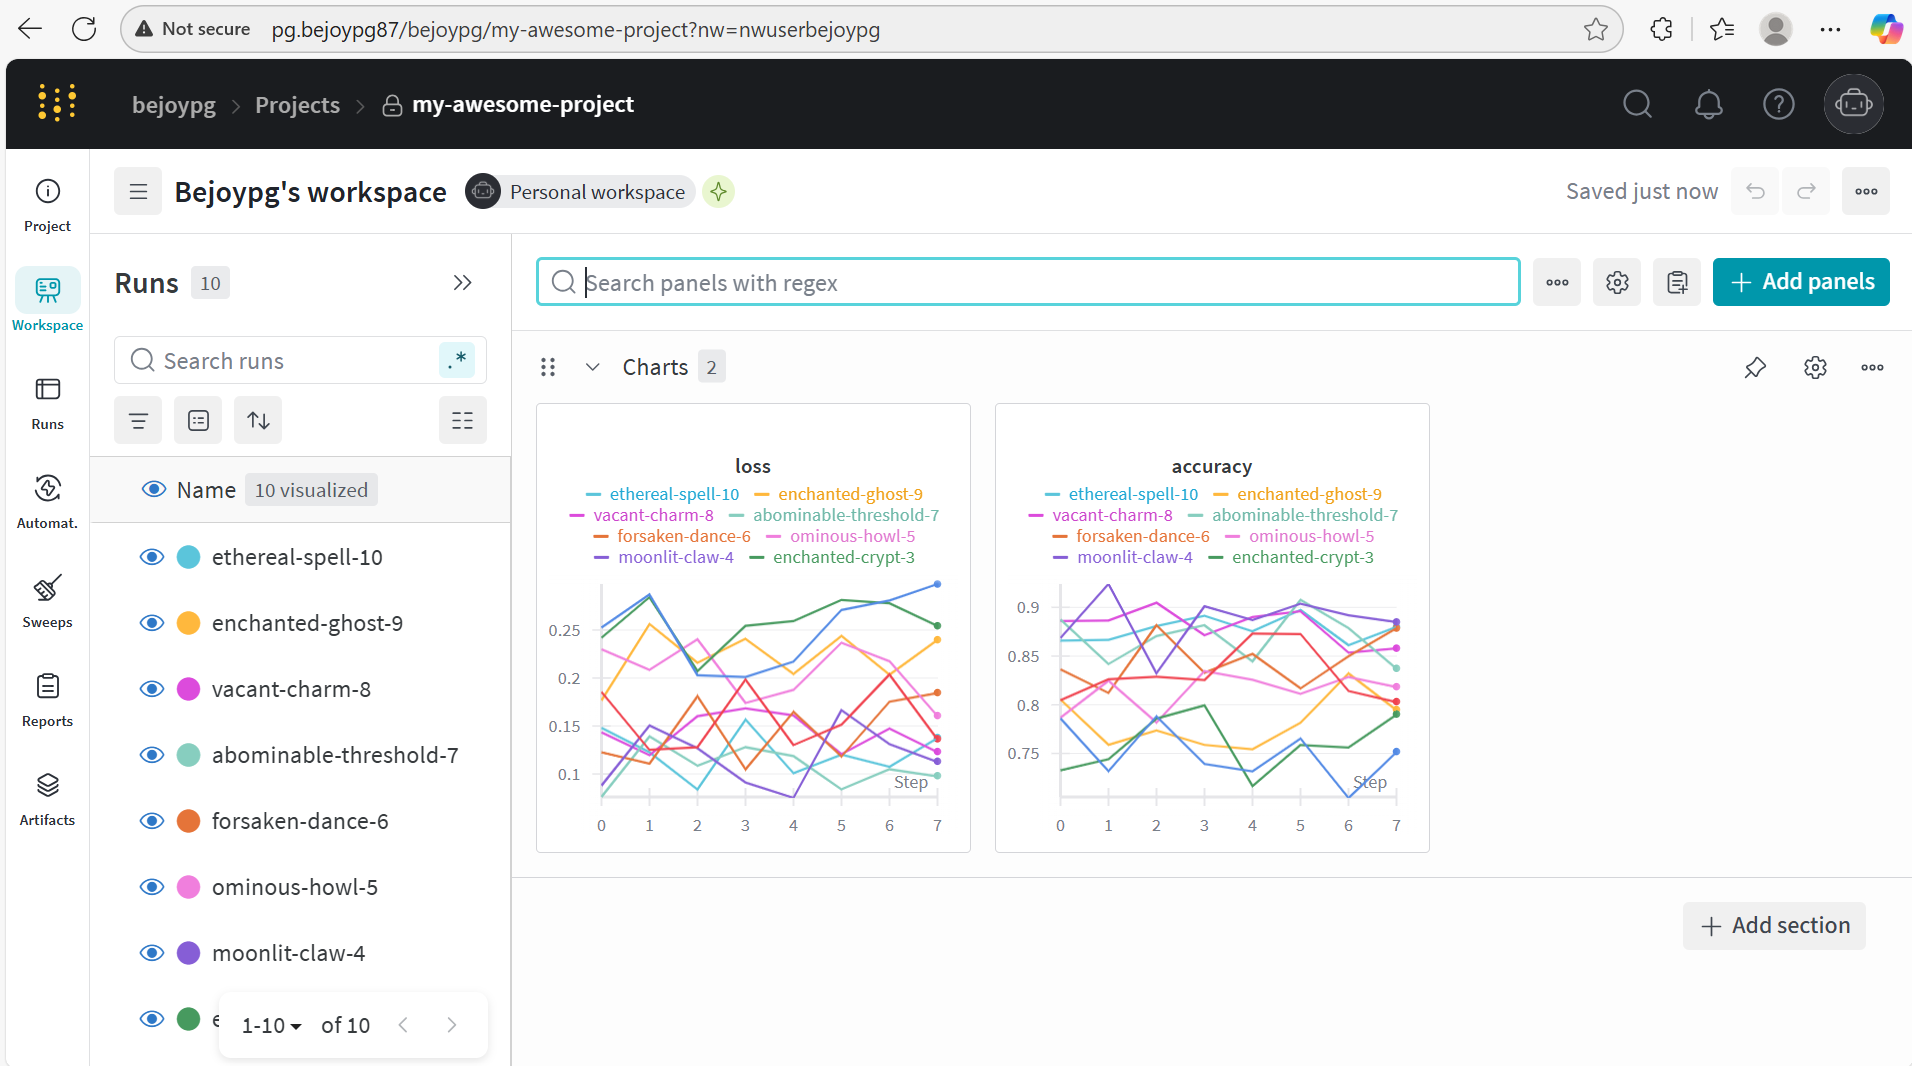 Not secure pg.bejoypg87/bejoypg/my-awesome-project?nw=nwuserbejoypg
bejoypg > Projects > my-awesome-project
Project
Workspace
Runs
Automat.
Sweeps
Reports
Artifacts
Bejoypg's workspace Personal workspace Saved just now
Runs 10
Search runs .*
Name 10 visualized
ethereal-spell-10
enchanted-ghost-9
vacant-charm-8
abominable-threshold-7
forsaken-dance-6
ominous-howl-5
moonlit-claw-4
e
1-10 of 10
Search panels with regex + Add panels
Charts 2
loss
ethereal-spell-10 enchanted-ghost-9
vacant-charm-8 abominable-threshold-7
forsaken-dance-6 ominous-howl-5
moonlit-claw-4 enchanted-crypt-3
0.25
0.2
0.15
0.1
Step
0 1 2 3 4 5 6 7
accuracy
ethereal-spell-10 enchanted-ghost-9
vacant-charm-8 abominable-threshold-7
forsaken-dance-6 ominous-howl-5
moonlit-claw-4 enchanted-crypt-3
0.9
0.85
0.8
0.75
Step
0 1 2 3 4 5 6 7
+ Add section